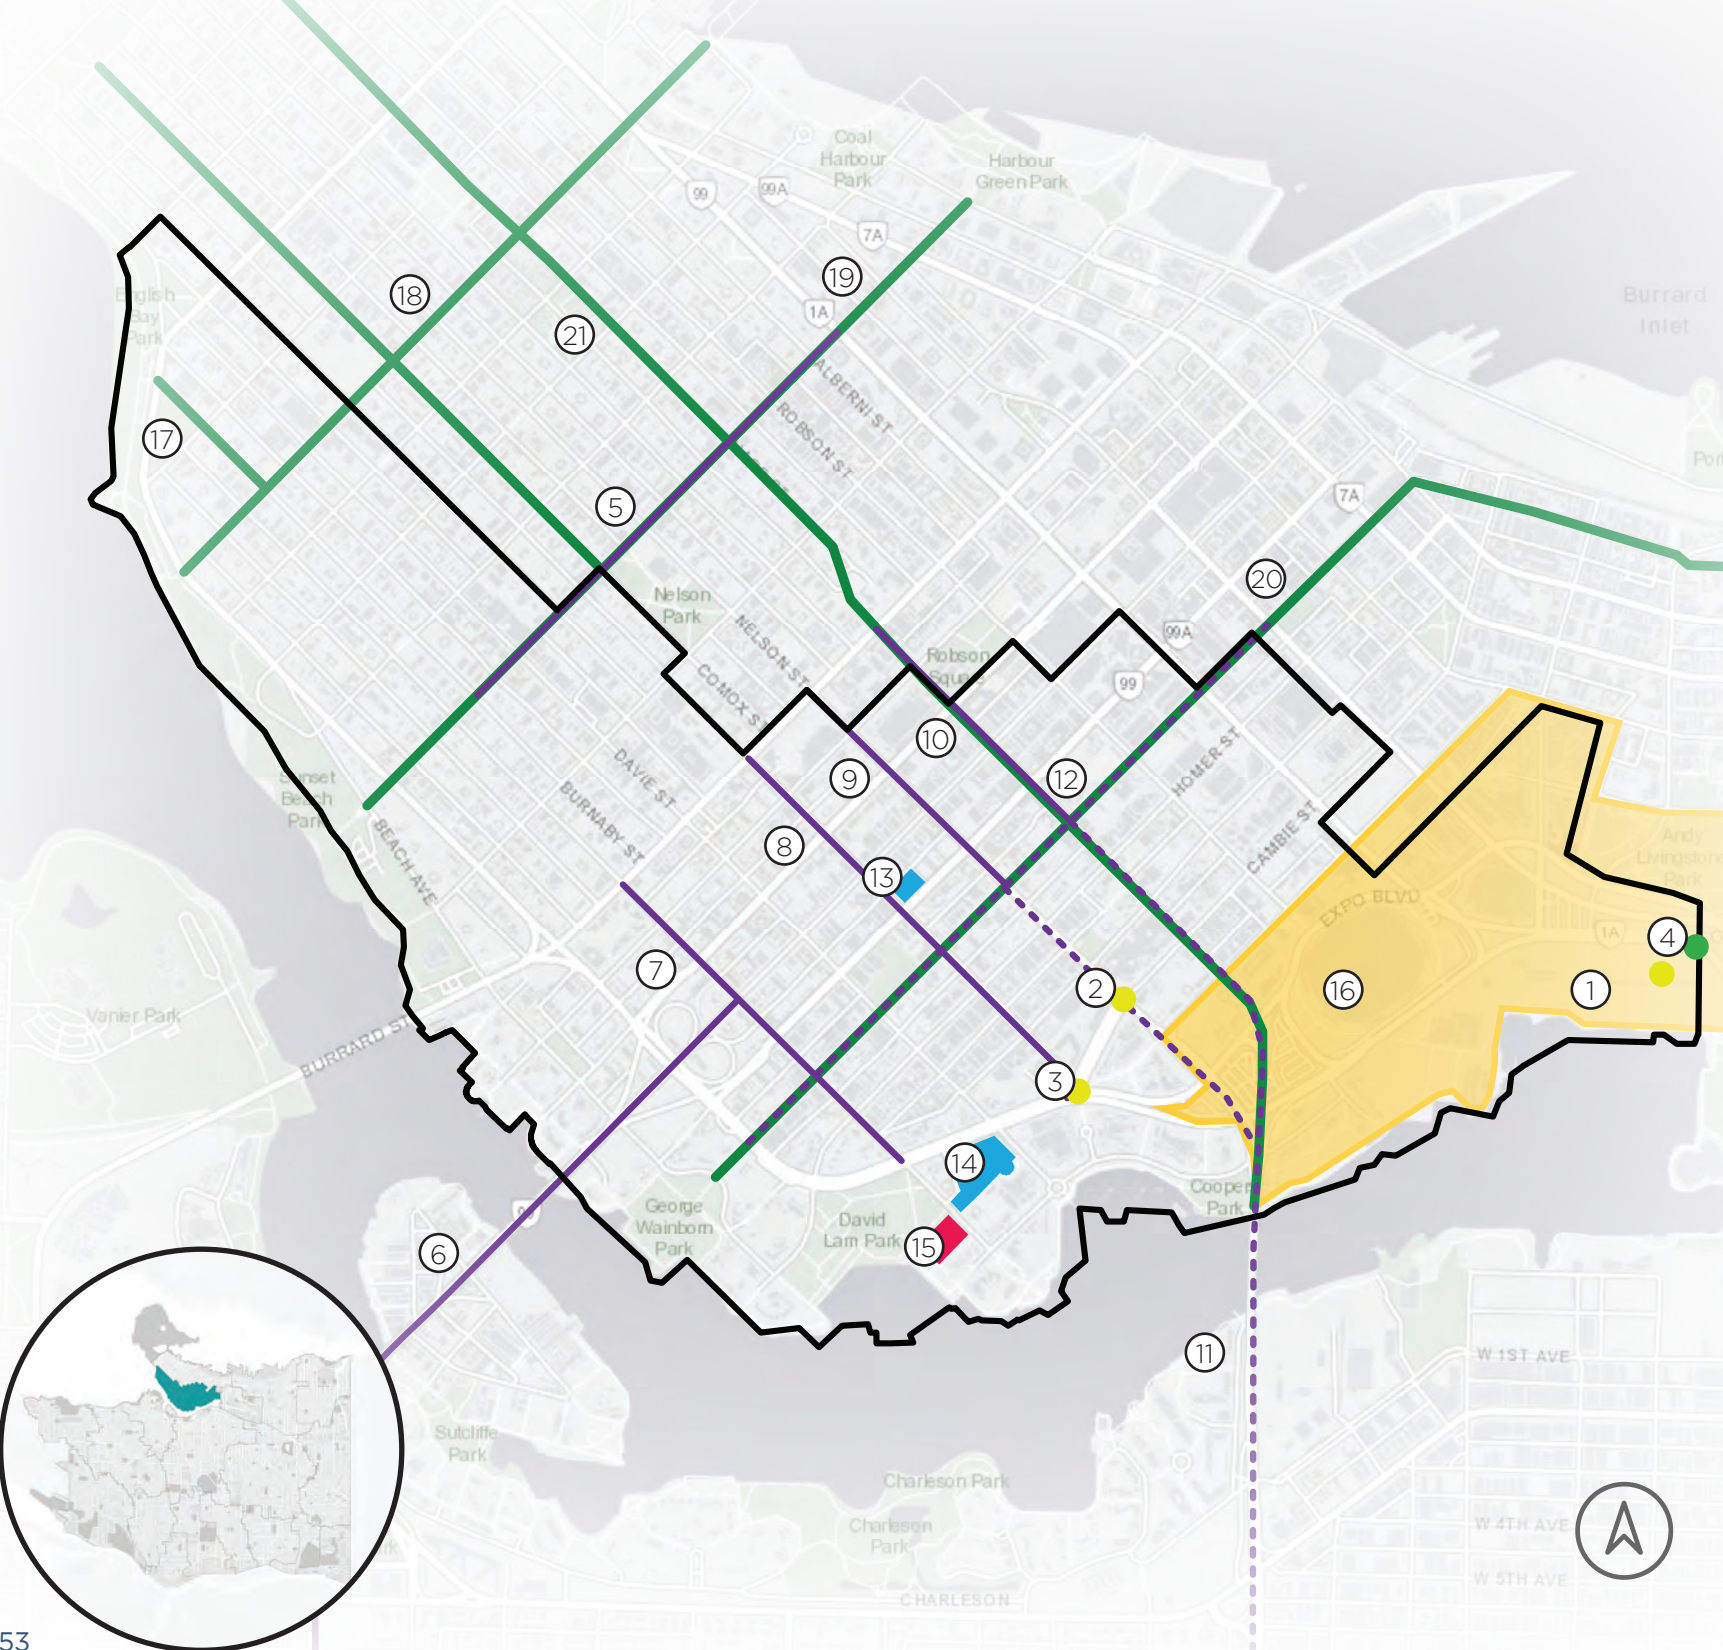 Coal
Harbour
Park
Harbour
Green Park
99
99A
7A
19
1A
18
21
English
Bay
Park
Burrard
Inlet
ALBERNI ST
ROBSON ST
17
5
7A
20
Nelson
Park
NELSON ST
COMOX ST
Robson
Square
99A
99
10
12
9
8
HOMER ST
CAMBIE ST
DAVIE ST
BURNABY ST
Sunset
Beach
Park
BEACH AVE
13
EXPO BLVD
Andy
Livingstone
Park
1A
4
7
2
16
1
Vanier Park
BURRARD ST
3
14
George
Wainborn
Park
David
Lam Park
15
Cooper
Park
6
11
W 1ST AVE
Sutcliffe
Park
Charleson Park
Charleson
Park
W 4TH AVE
W 5TH AVE
CHARLESON
53